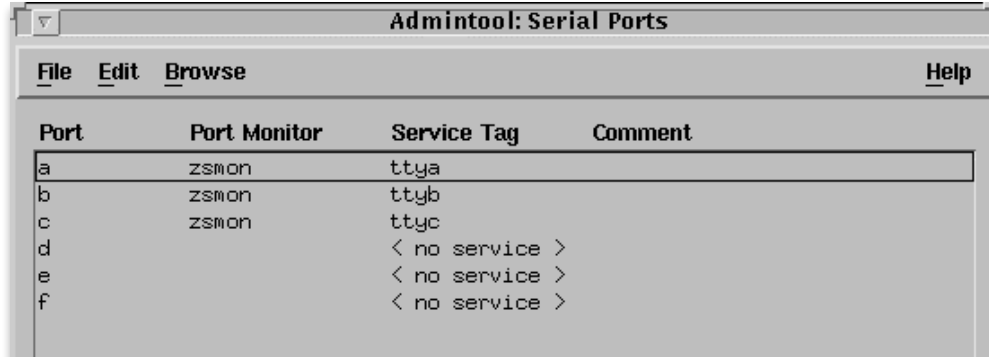 Admintool: Serial Ports
File Edit Browse Help
Port Port Monitor Service Tag Comment
a zsmon ttya
b zsmon ttyb
c zsmon ttyc
d < no service >
e < no service >
f < no service >